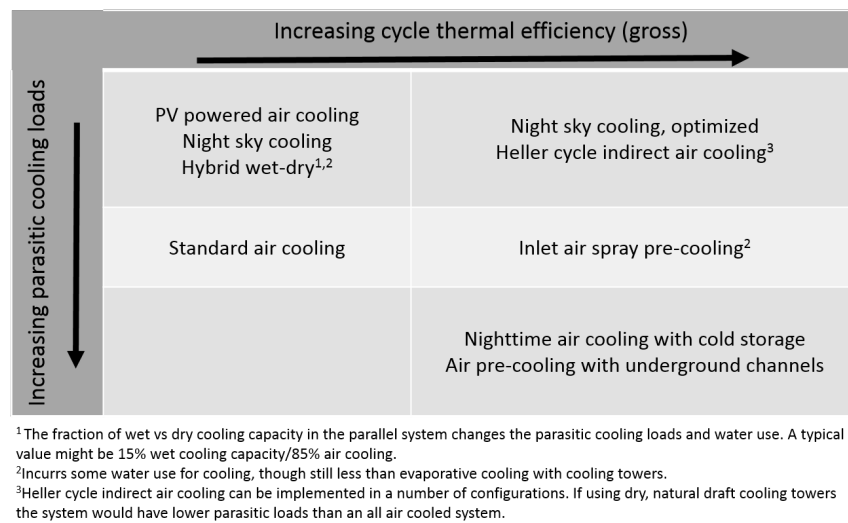 Increasing cycle thermal efficiency (gross)
Increasing parasitic cooling loads
PV powered air cooling
Night sky cooling
Hybrid wet-dry1,2
Night sky cooling, optimized
Heller cycle indirect air cooling3
Standard air cooling
Inlet air spray pre-cooling2
Nighttime air cooling with cold storage
Air pre-cooling with underground channels
1 The fraction of wet vs dry cooling capacity in the parallel system changes the parasitic cooling loads and water use. A typical
value might be 15% wet cooling capacity/85% air cooling.
2Incurrs some water use for cooling, though still less than evaporative cooling with cooling towers.
3Heller cycle indirect air cooling can be implemented in a number of configurations. If using dry, natural draft cooling towers
the system would have lower parasitic loads than an all air cooled system.